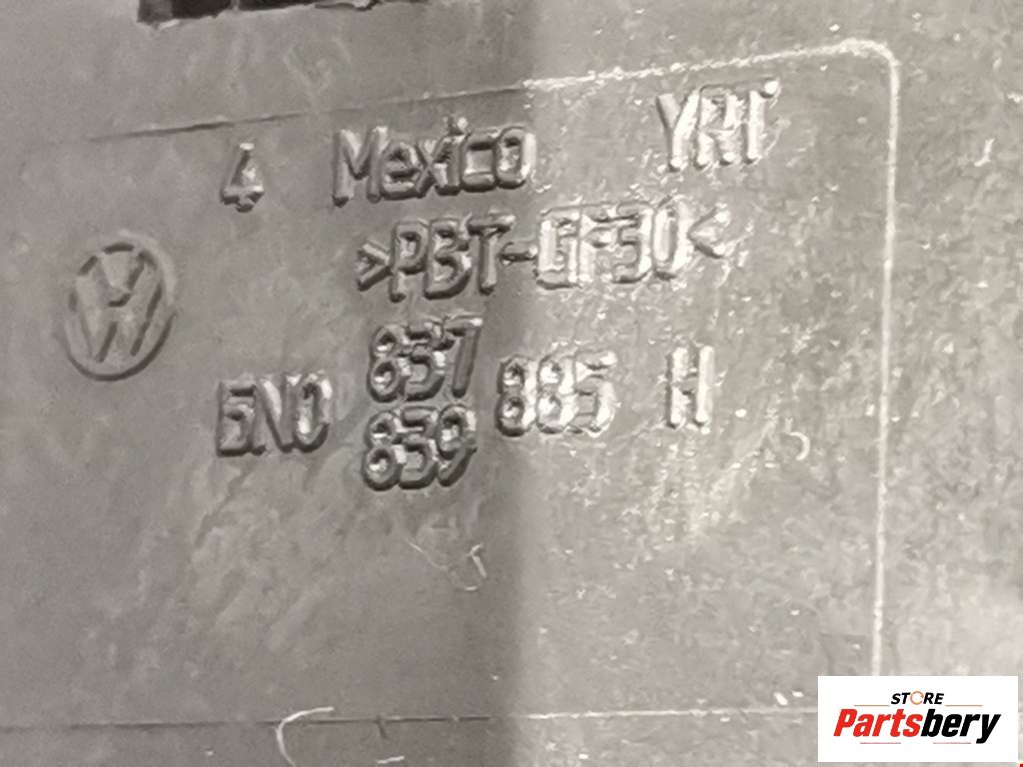 4 Mexico YRT
>PBT-GF30<
837
5N0 885 H
839
STORE
Partsbery